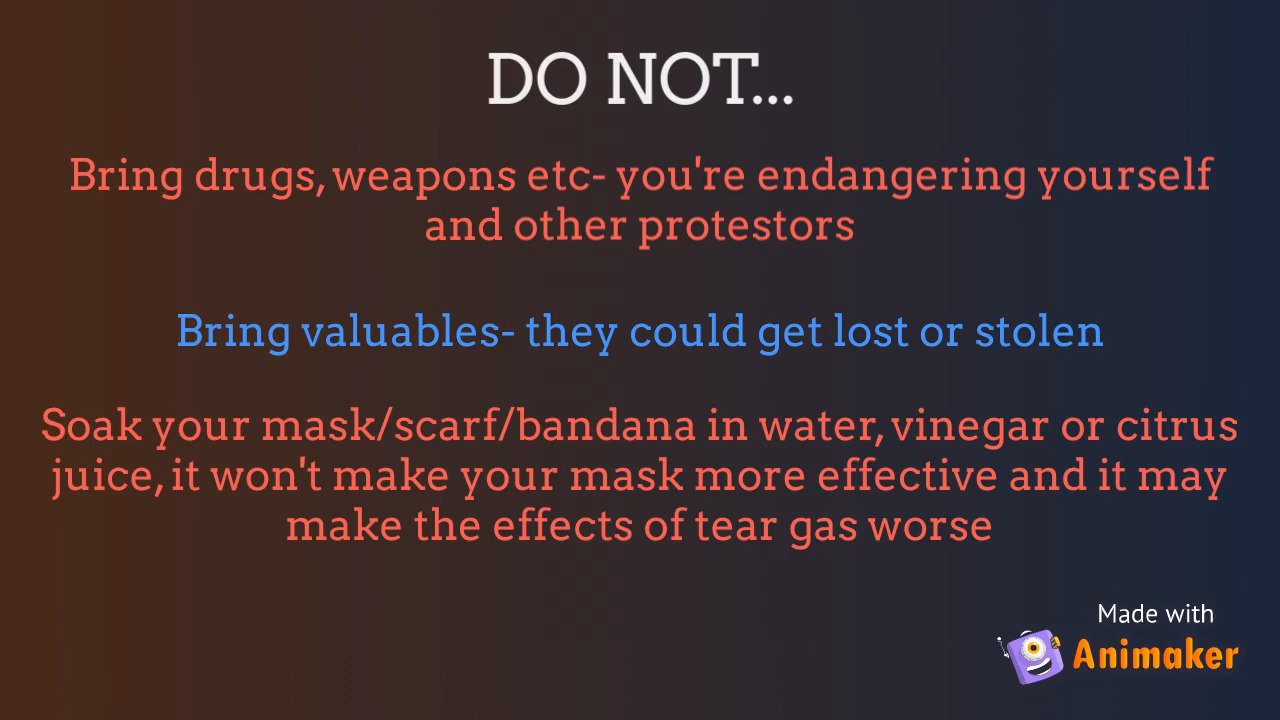 DO NOT...
Bring drugs, weapons etc- you're endangering yourself
and other protestors
Bring valuables- they could get lost or stolen
Soak your mask/scarf/bandana in water, vinegar or citrus
juice, it won't make your mask more effective and it may
make the effects of tear gas worse
Made with
Animaker